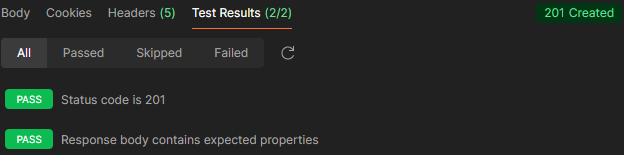 Body Cookies Headers (5) Test Results (2/2) 201 Created
All Passed Skipped Failed
PASS Status code is 201
PASS Response body contains expected properties